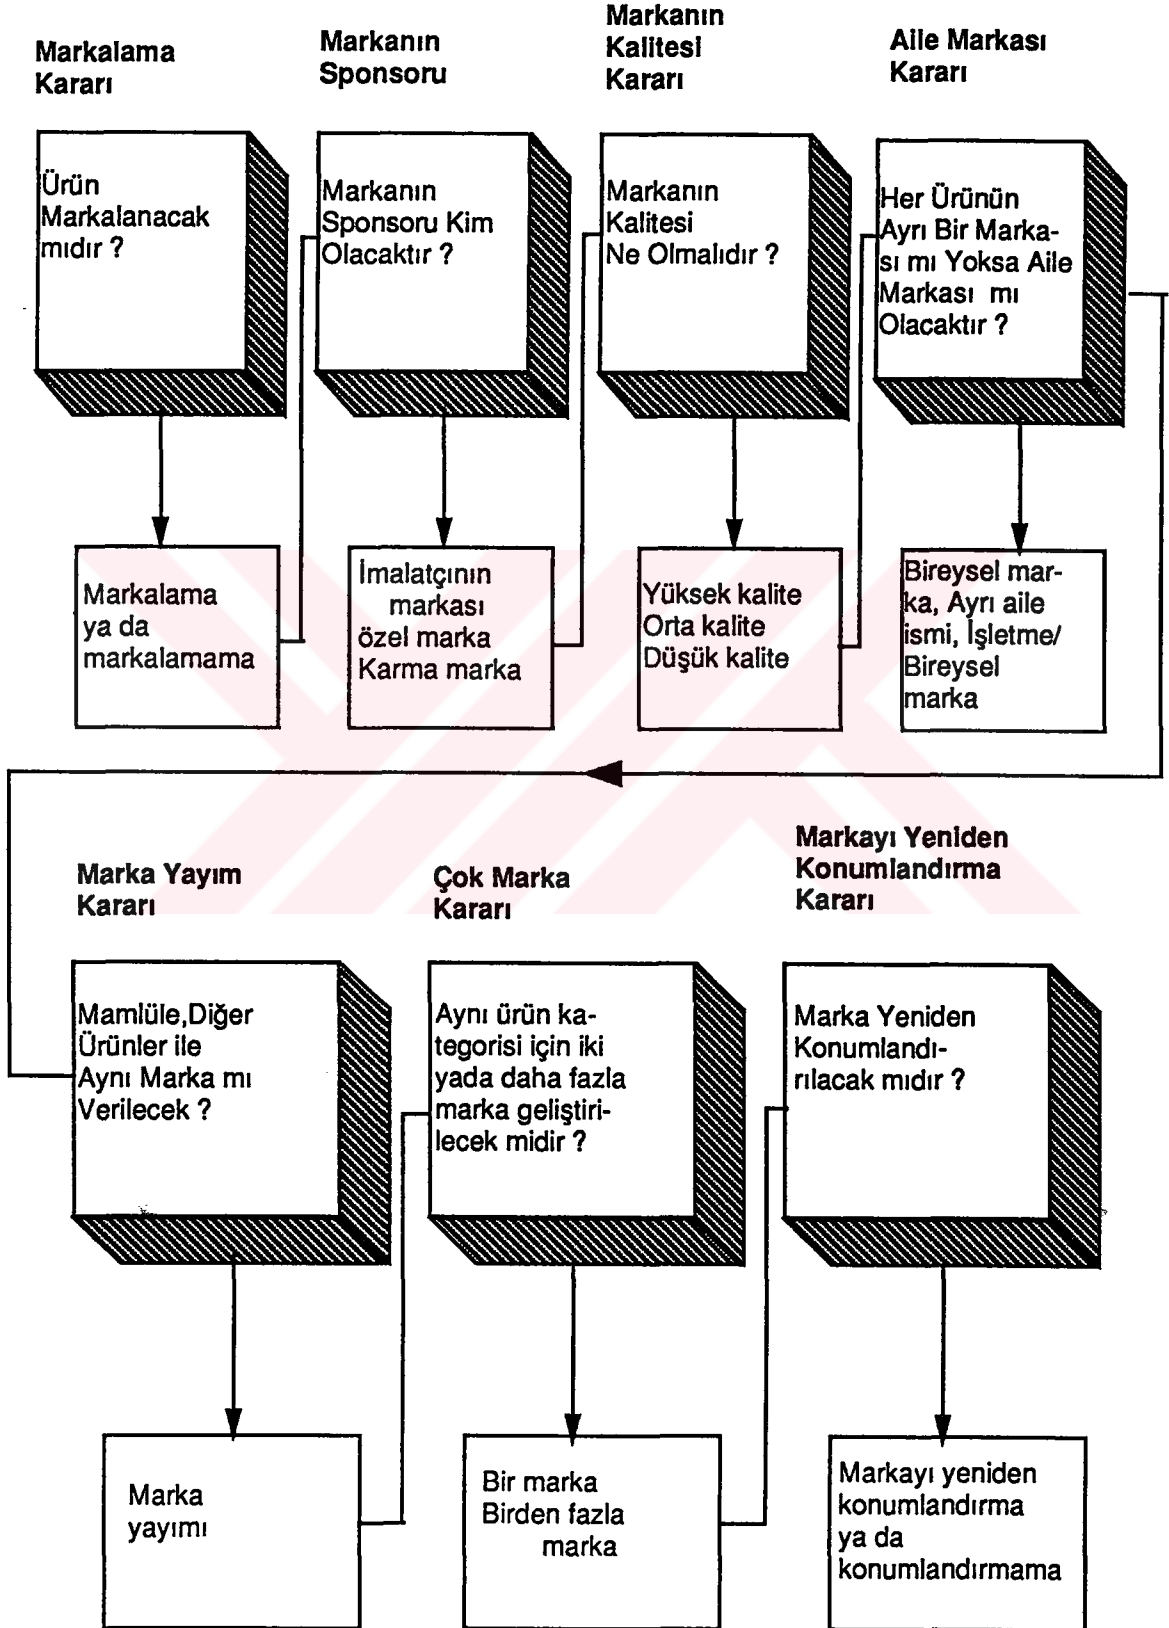 Markalama
Kararı
Markanın
Sponsoru
Markanın
Kalitesi
Kararı
Aile Markası
Kararı
Ürün
Markalanacak
mıdır ?
Markanın
Sponsoru Kim
Olacaktır ?
Markanın
Kalitesi
Ne Olmalıdır ?
Her Ürünün
Ayrı Bir Marka-
sı mı Yoksa Aile
Markası mı
Olacaktır ?
Markalama
ya da
markalamama
İmalatçının
markası
özel marka
Karma marka
Yüksek kalite
Orta kalite
Düşük kalite
Bireysel mar-
ka, Ayrı aile
ismi, İşletme/
Bireysel
marka
Marka Yayım
Kararı
Çok Marka
Kararı
Markayı Yeniden
Konumlandırma
Kararı
Mamlüle,Diğer
Ürünler ile
Aynı Marka mı
Verilecek ?
Aynı ürün ka-
tegorisi için iki
yada daha fazla
marka geliştiri-
lecek midir ?
Marka Yeniden
Konumlandı-
rılacak mıdır ?
Marka
yayımı
Bir marka
Birden fazla
marka
Markayı yeniden
konumlandırma
ya da
konumlandırmama